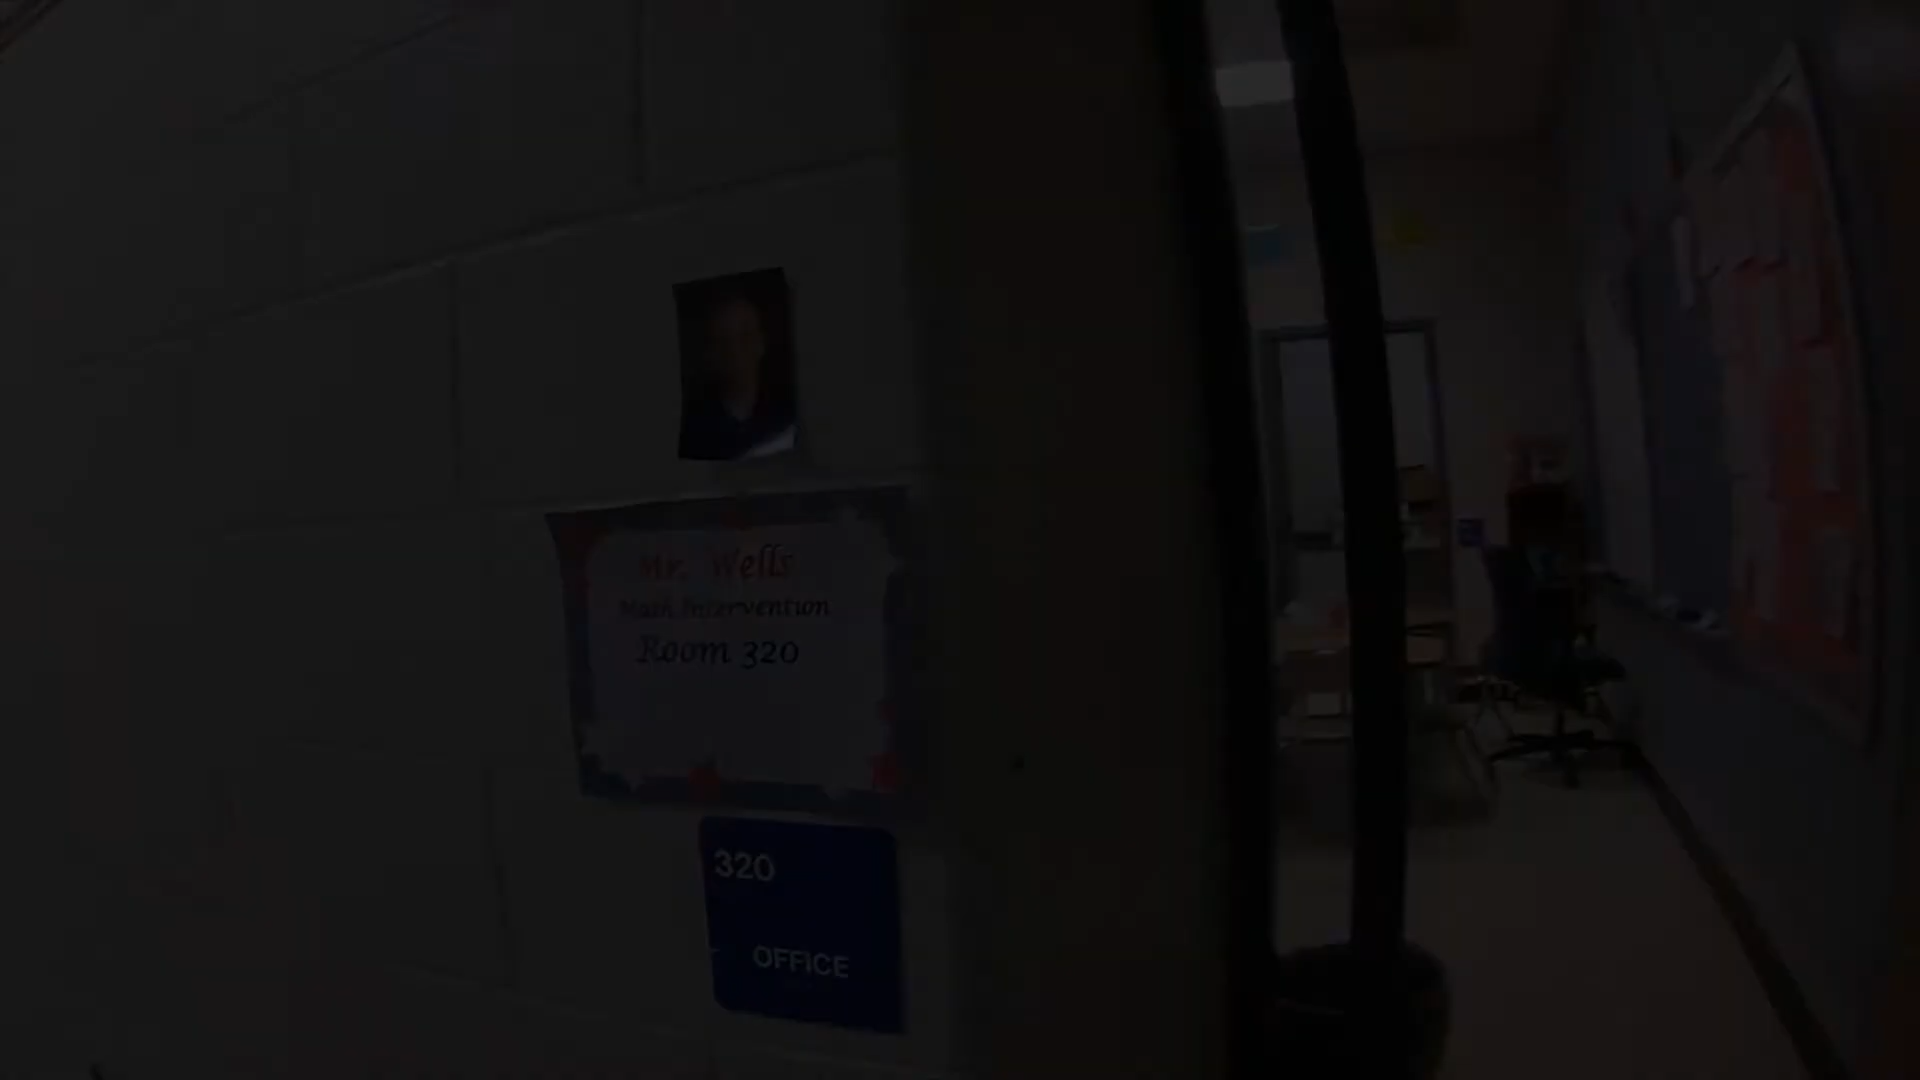 Mr. Wells
Math Intervention
Room 320
320
OFFICE